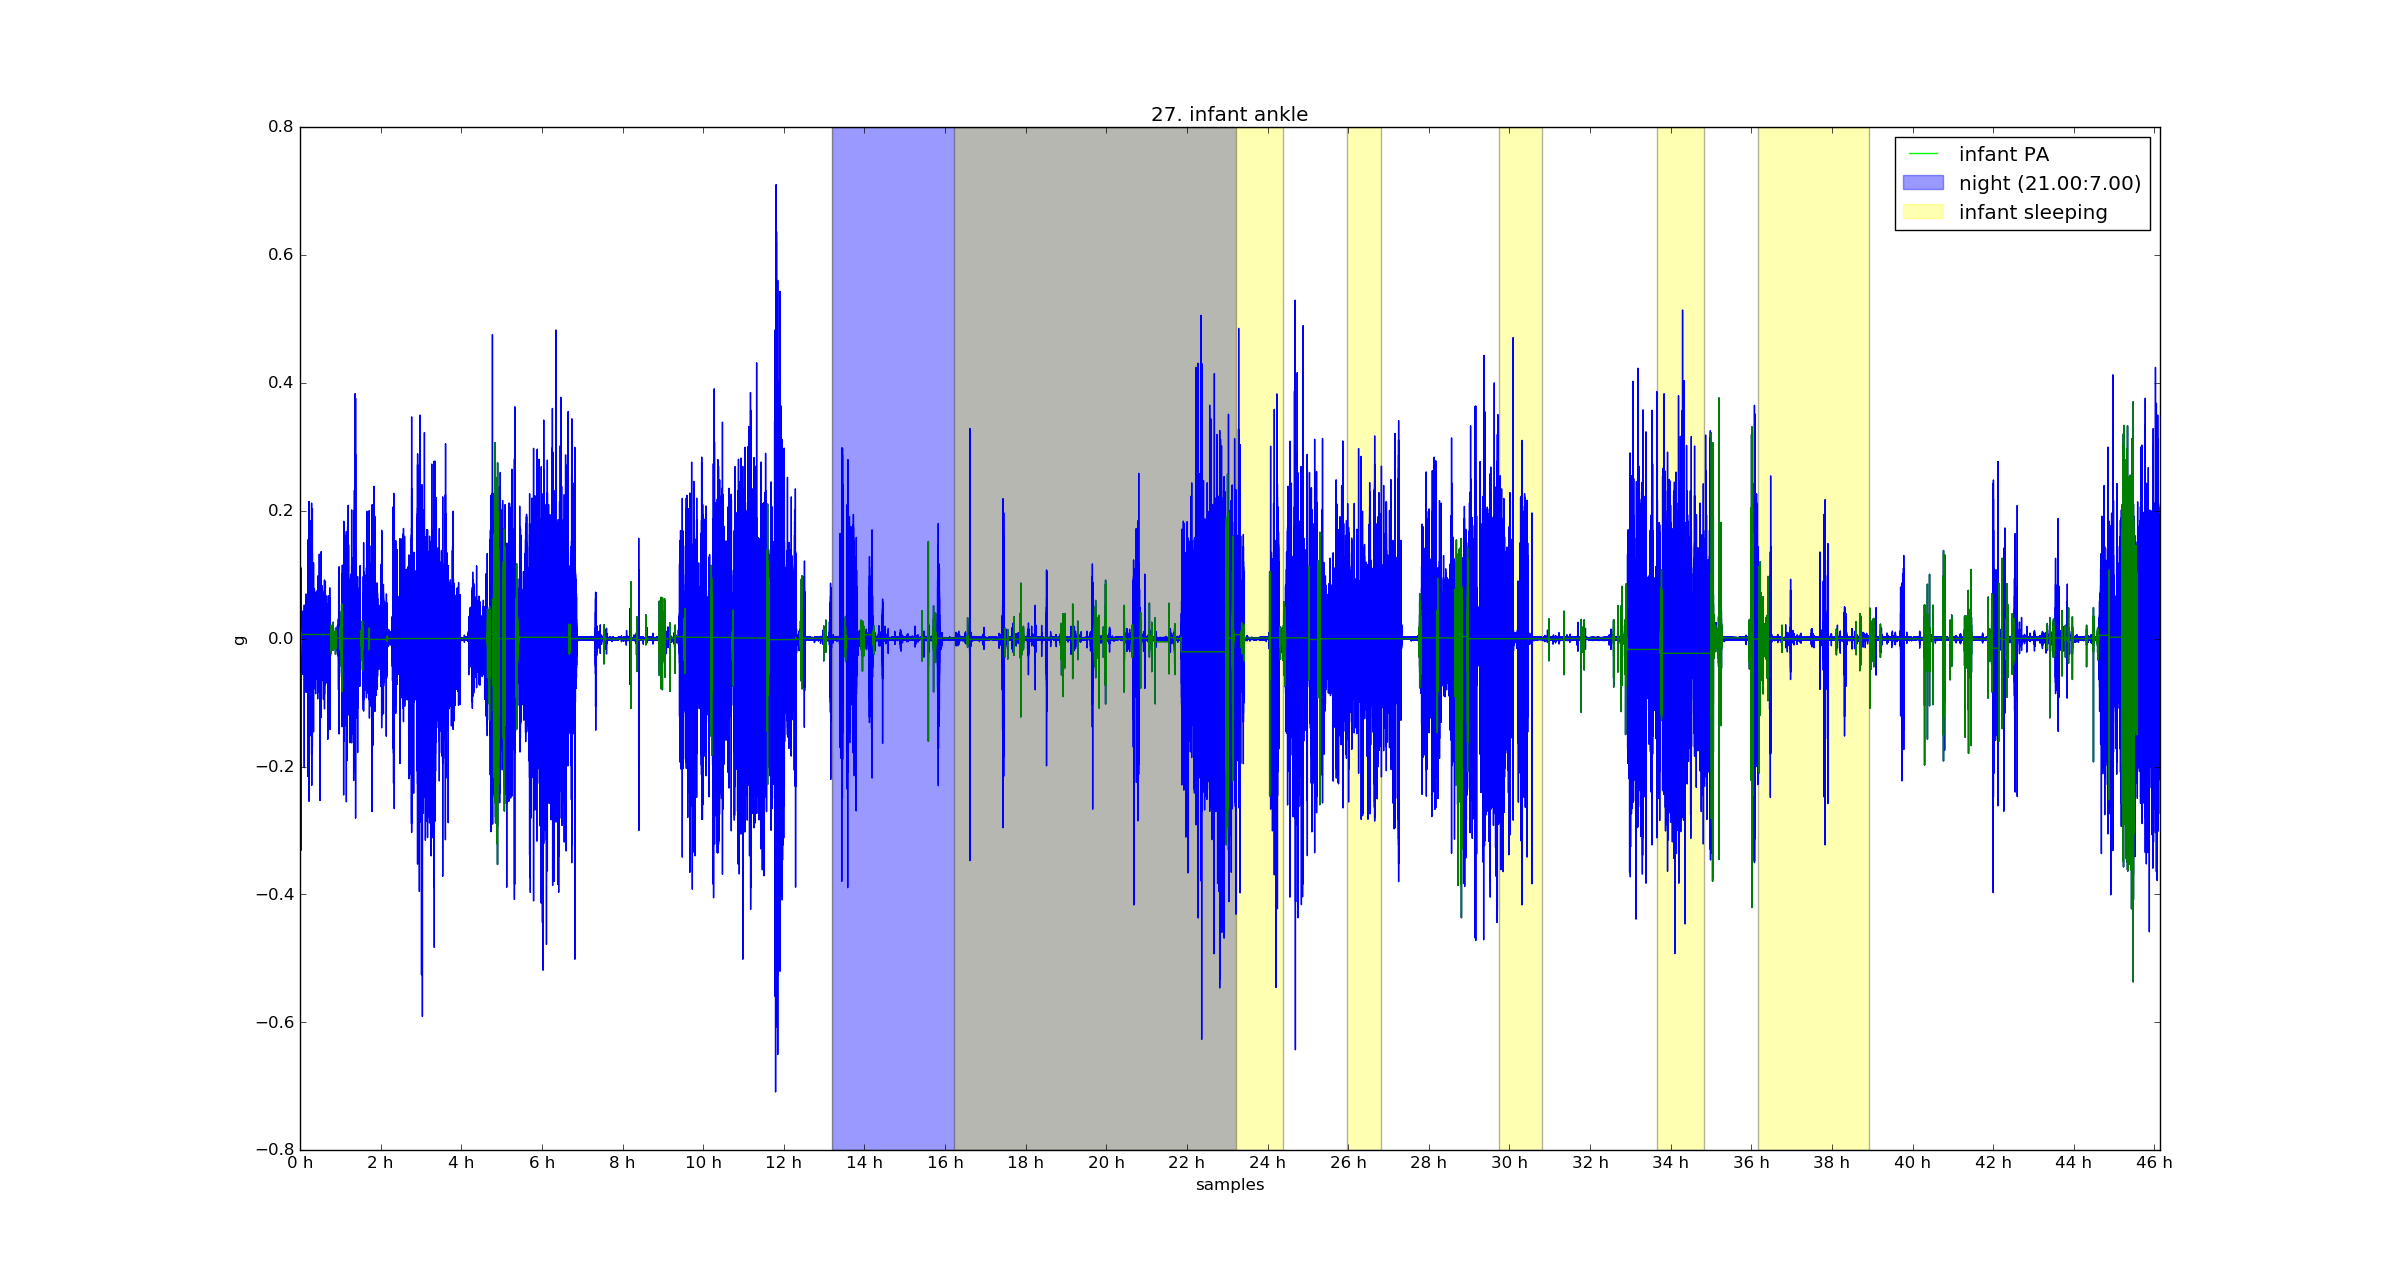 27. infant ankle
infant PA
night (21.00:7.00)
infant sleeping
0.8
0.6
0.4
0.2
0.0
−0.2
−0.4
−0.6
−0.8
g
0 h 2 h 4 h 6 h 8 h 10 h 12 h 14 h 16 h 18 h 20 h 22 h 24 h 26 h 28 h 30 h 32 h 34 h 36 h 38 h 40 h 42 h 44 h 46 h
samples